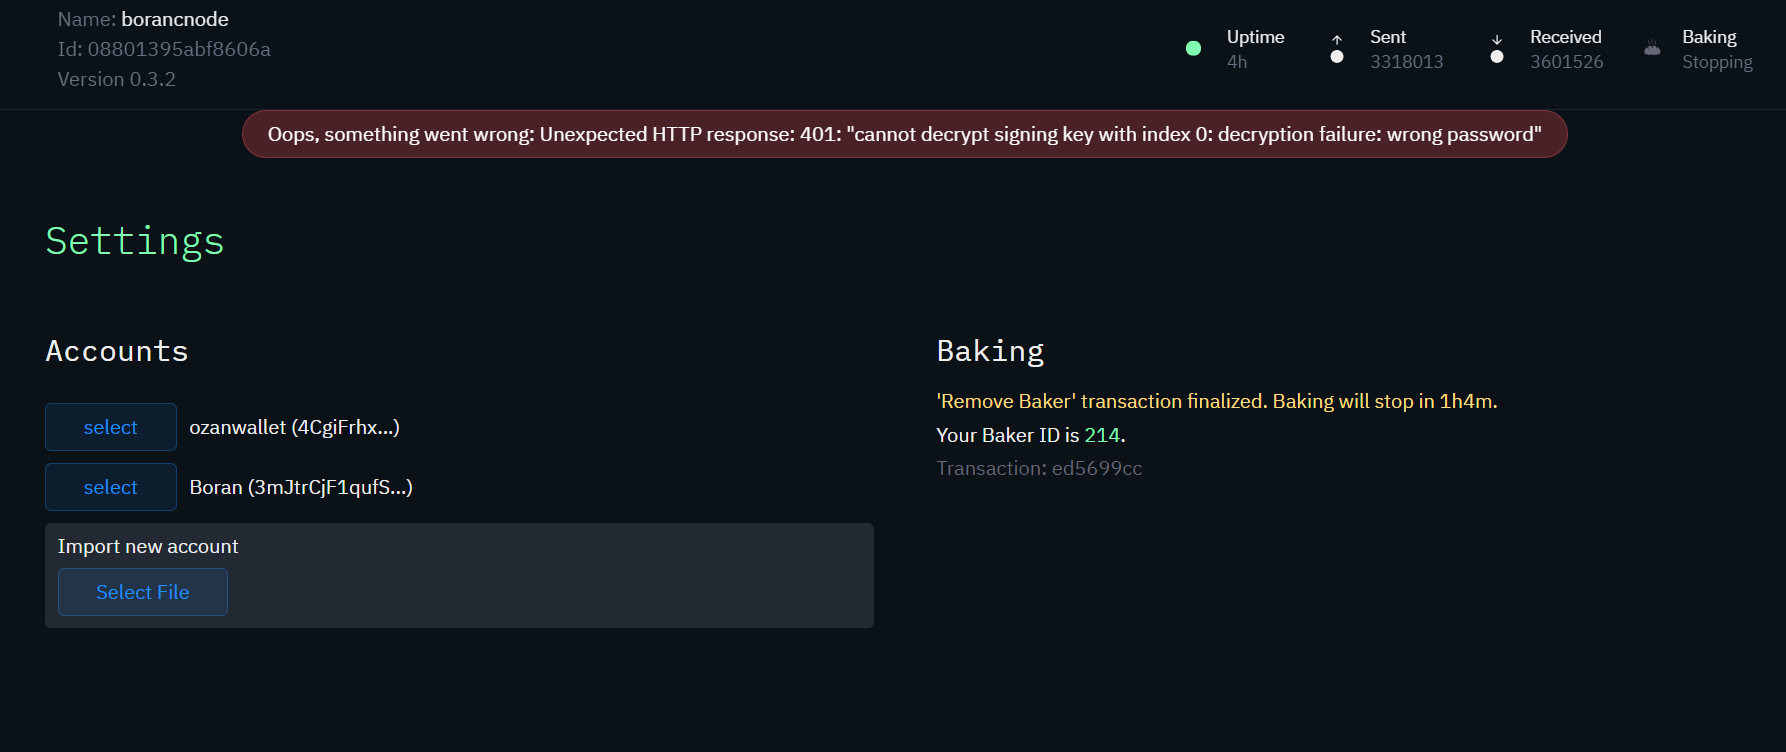 Name: borancnode
Id: 08801395abf8606a
Version 0.3.2
Uptime
4h
Sent
3318013
Received
3601526
Baking
Stopping
Oops, something went wrong: Unexpected HTTP response: 401: "cannot decrypt signing key with index 0: decryption failure: wrong password"
Settings
Accounts
select ozanwallet (4CgiFrhx...)
select Boran (3mJtrCjF1qufS...)
Import new account
Select File
Baking
'Remove Baker' transaction finalized. Baking will stop in 1h4m.
Your Baker ID is 214.
Transaction: ed5699cc